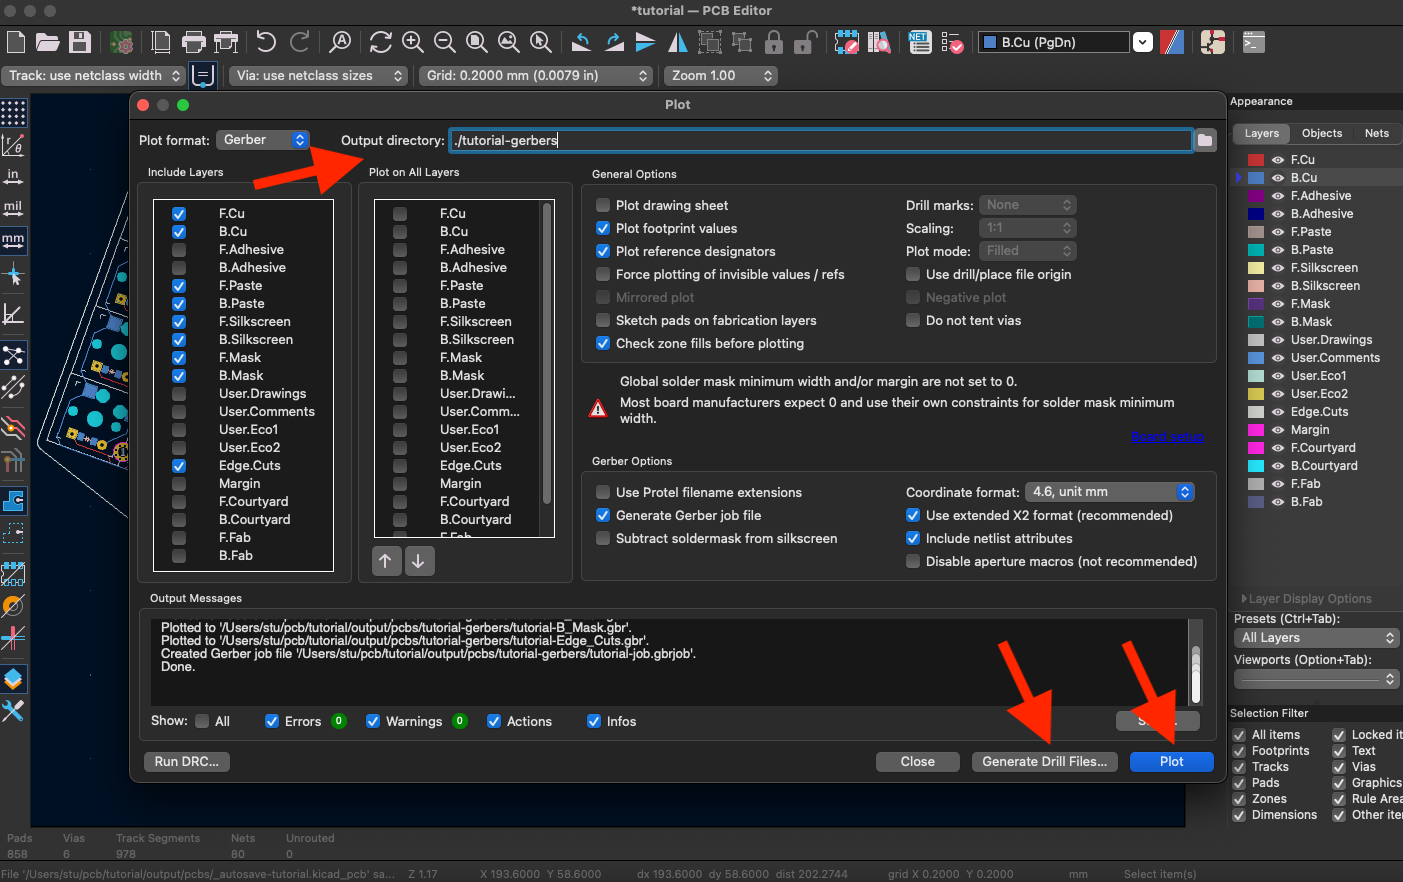 *tutorial — PCB Editor
NET
B.Cu (PgDn)
Track: use netclass width
Via: use netclass sizes
Grid: 0.2000 mm (0.0079 in)
Zoom 1.00
in
mil
mm
Plot
Plot format: Gerber
Output directory: ./tutorial-gerbers
Include Layers
F.Cu
B.Cu
F.Adhesive
B.Adhesive
F.Paste
B.Paste
F.Silkscreen
B.Silkscreen
F.Mask
B.Mask
User.Drawings
User.Comments
User.Eco1
User.Eco2
Edge.Cuts
Margin
F.Courtyard
B.Courtyard
F.Fab
B.Fab
Plot on All Layers
F.Cu
B.Cu
F.Adhesive
B.Adhesive
F.Paste
B.Paste
F.Silkscreen
B.Silkscreen
F.Mask
B.Mask
User.Drawi...
User.Comm...
User.Eco1
User.Eco2
Edge.Cuts
Margin
F.Courtyard
B.Courtyard
F.Fab
General Options
Plot drawing sheet
Plot footprint values
Plot reference designators
Force plotting of invisible values / refs
Mirrored plot
Sketch pads on fabrication layers
Check zone fills before plotting
Drill marks: None
Scaling: 1:1
Plot mode: Filled
Use drill/place file origin
Negative plot
Do not tent vias
Global solder mask minimum width and/or margin are not set to 0.
Most board manufacturers expect 0 and use their own constraints for solder mask minimum
width.
Board setup
Gerber Options
Use Protel filename extensions
Generate Gerber job file
Subtract soldermask from silkscreen
Coordinate format: 4.6, unit mm
Use extended X2 format (recommended)
Include netlist attributes
Disable aperture macros (not recommended)
Output Messages
Plotted to '/Users/stu/pcb/tutorial/output/pcbs/tutorial-gerbers/tutorial-B_Mask.gbr'.
Plotted to '/Users/stu/pcb/tutorial/output/pcbs/tutorial-gerbers/tutorial-Edge_Cuts.gbr'.
Created Gerber job file '/Users/stu/pcb/tutorial/output/pcbs/tutorial-gerbers/tutorial-job.gbrjob'.
Done.
Show: All Errors 0 Warnings 0 Actions Infos
Run DRC...
Close
Generate Drill Files...
Plot
Appearance
Layers Objects Nets
F.Cu
B.Cu
F.Adhesive
B.Adhesive
F.Paste
B.Paste
F.Silkscreen
B.Silkscreen
F.Mask
B.Mask
User.Drawings
User.Comments
User.Eco1
User.Eco2
Edge.Cuts
Margin
F.Courtyard
B.Courtyard
F.Fab
B.Fab
Layer Display Options
Presets (Ctrl+Tab):
All Layers
Viewports (Option+Tab):
Selection Filter
All items Locked it
Footprints Text
Tracks Vias
Pads Graphics
Zones Rule Area
Dimensions Other ite
Pads Vias Track Segments Nets Unrouted
858 6 978 80 0
File '/Users/stu/pcb/tutorial/output/pcbs/_autosave-tutorial.kicad_pcb' sa... Z 1.17 X 193.6000 Y 58.6000 dx 193.6000 dy 58.6000 dist 202.2744 grid X 0.2000 Y 0.2000 mm Select item(s)